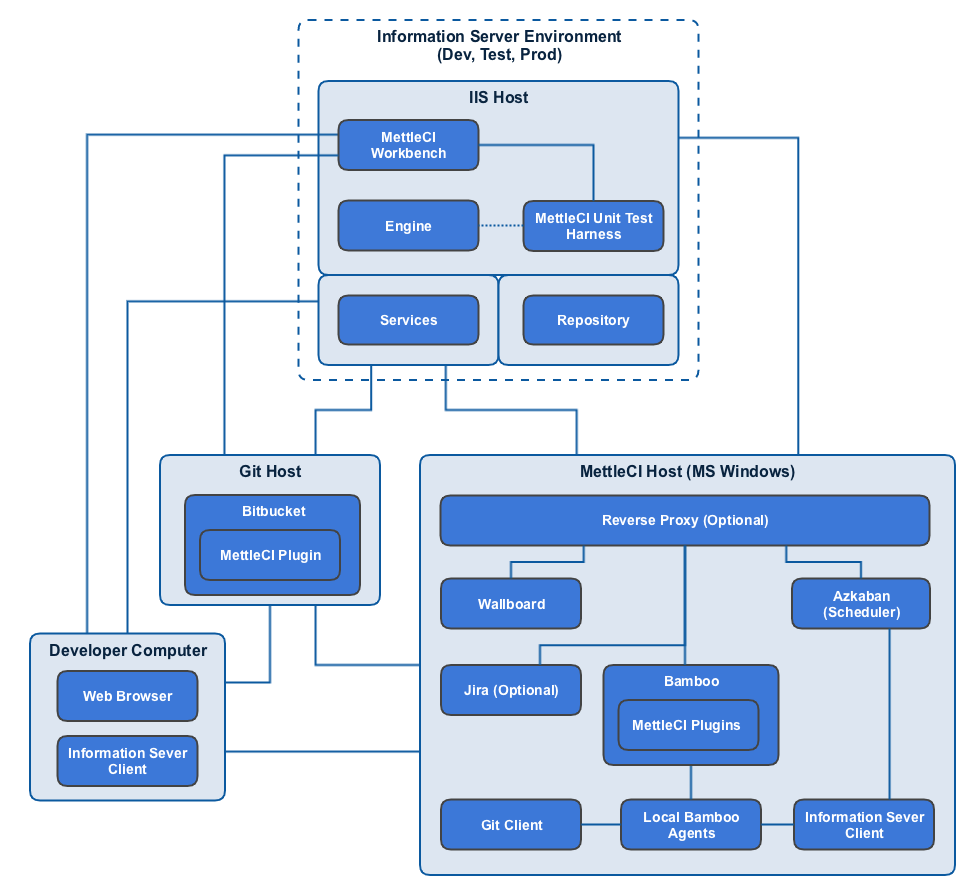 Information Server Environment
(Dev, Test, Prod)
IIS Host
MettleCI
Workbench
Engine
MettleCI Unit Test
Harness
Services
Repository
Git Host
Bitbucket
MettleCI Plugin
MettleCI Host (MS Windows)
Reverse Proxy (Optional)
Wallboard
Azkaban
(Scheduler)
Developer Computer
Web Browser
Information Sever
Client
Jira (Optional)
Bamboo
MettleCI Plugins
Git Client
Local Bamboo
Agents
Information Sever
Client